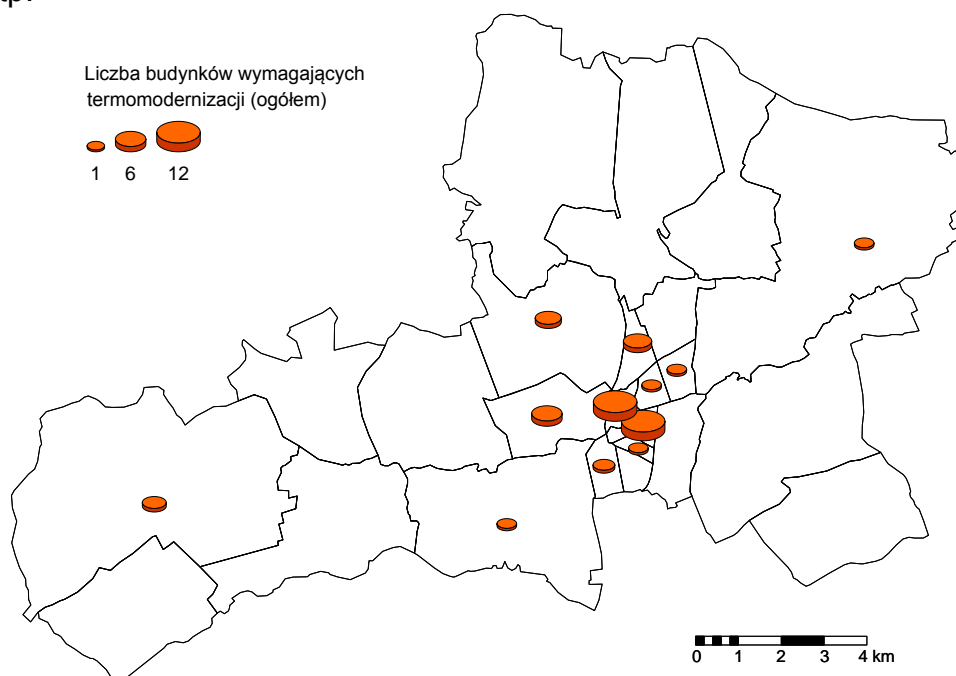 Liczba budynków wymagających
termomodernizacji (ogółem)
1 6 12
0 1 2 3 4 km